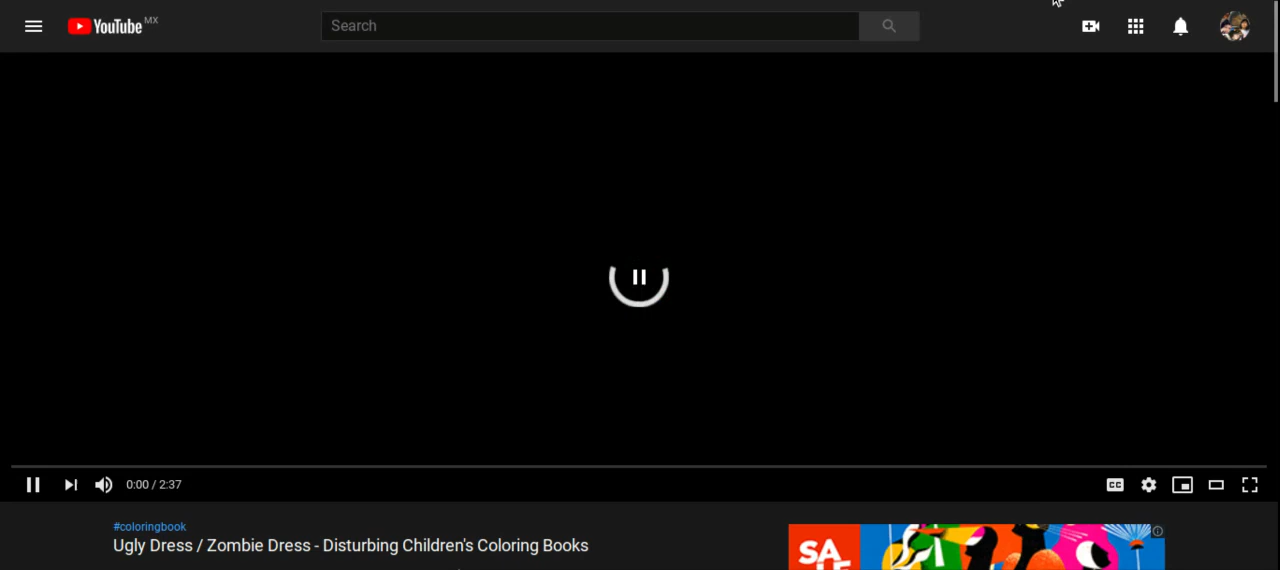 YouTube MX
Search
0:00 / 2:37
CC
#coloringbook
Ugly Dress / Zombie Dress - Disturbing Children's Coloring Books
SA